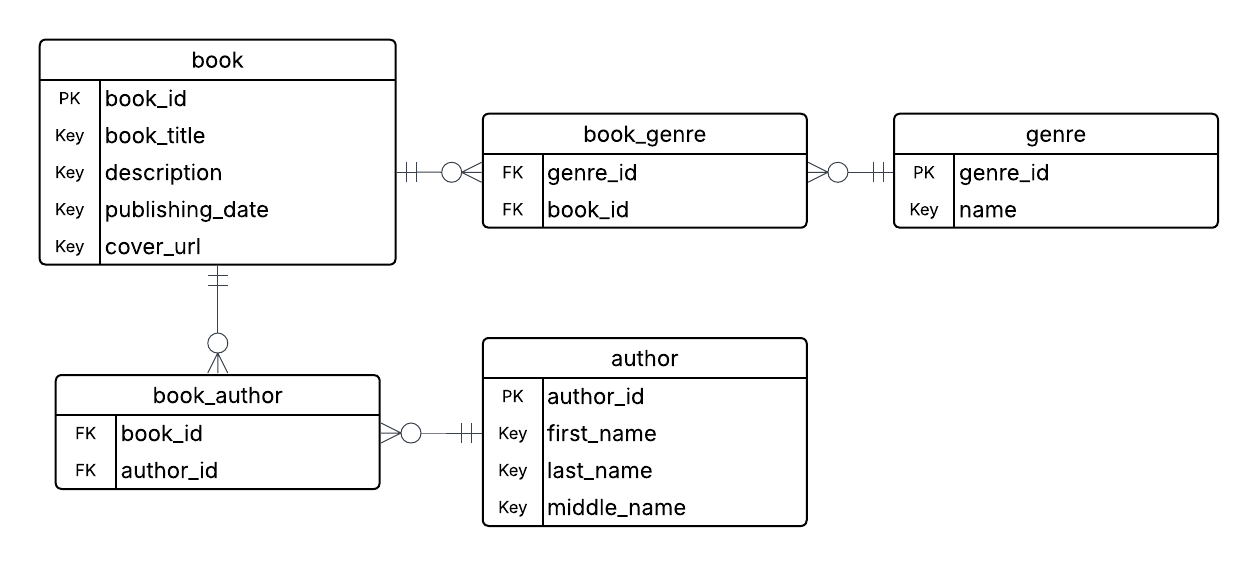 book
PK book_id
Key book_title
Key description
Key publishing_date
Key cover_url
book_genre
FK genre_id
FK book_id
genre
PK genre_id
Key name
book_author
FK book_id
FK author_id
author
PK author_id
Key first_name
Key last_name
Key middle_name